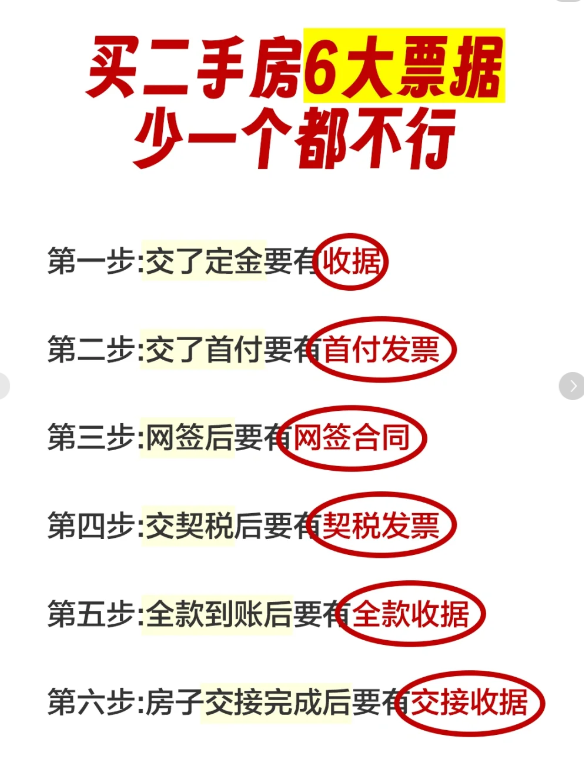 买二手房6大票据
少一个都不行
第一步:交了定金要有收据
第二步:交了首付要有首付发票
第三步:网签后要有网签合同
第四步:交契税后要有契税发票
第五步:全款到账后要有全款收据
第六步:房子交接完成后要有交接收据